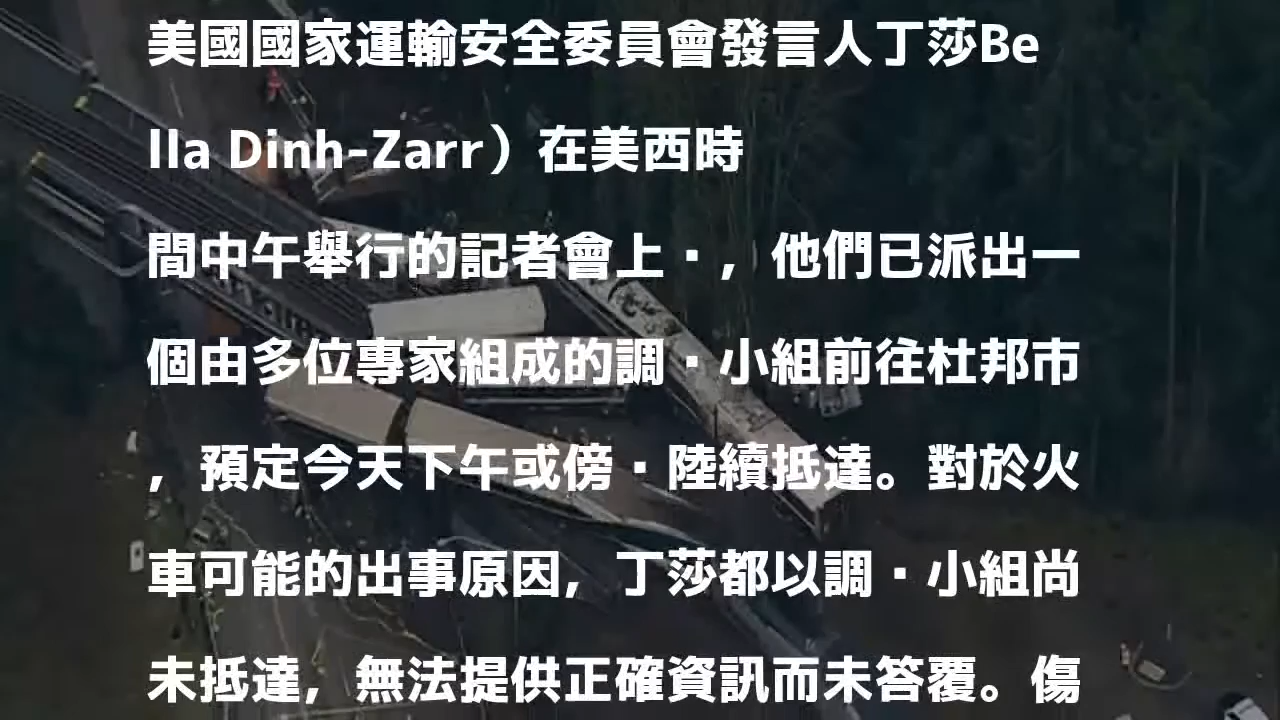 美國國家運輸安全委員會發言人丁莎Be
lla Dinh-Zarr）在美西時
間中午舉行的記者會上▪，他們已派出一
個由多位專家組成的調▪小組前往杜邦市
，預定今天下午或傍▪陸續抵達。對於火
車可能的出事原因，丁莎都以調▪小組尚
未抵達，無法提供正確資訊而未答覆。傷